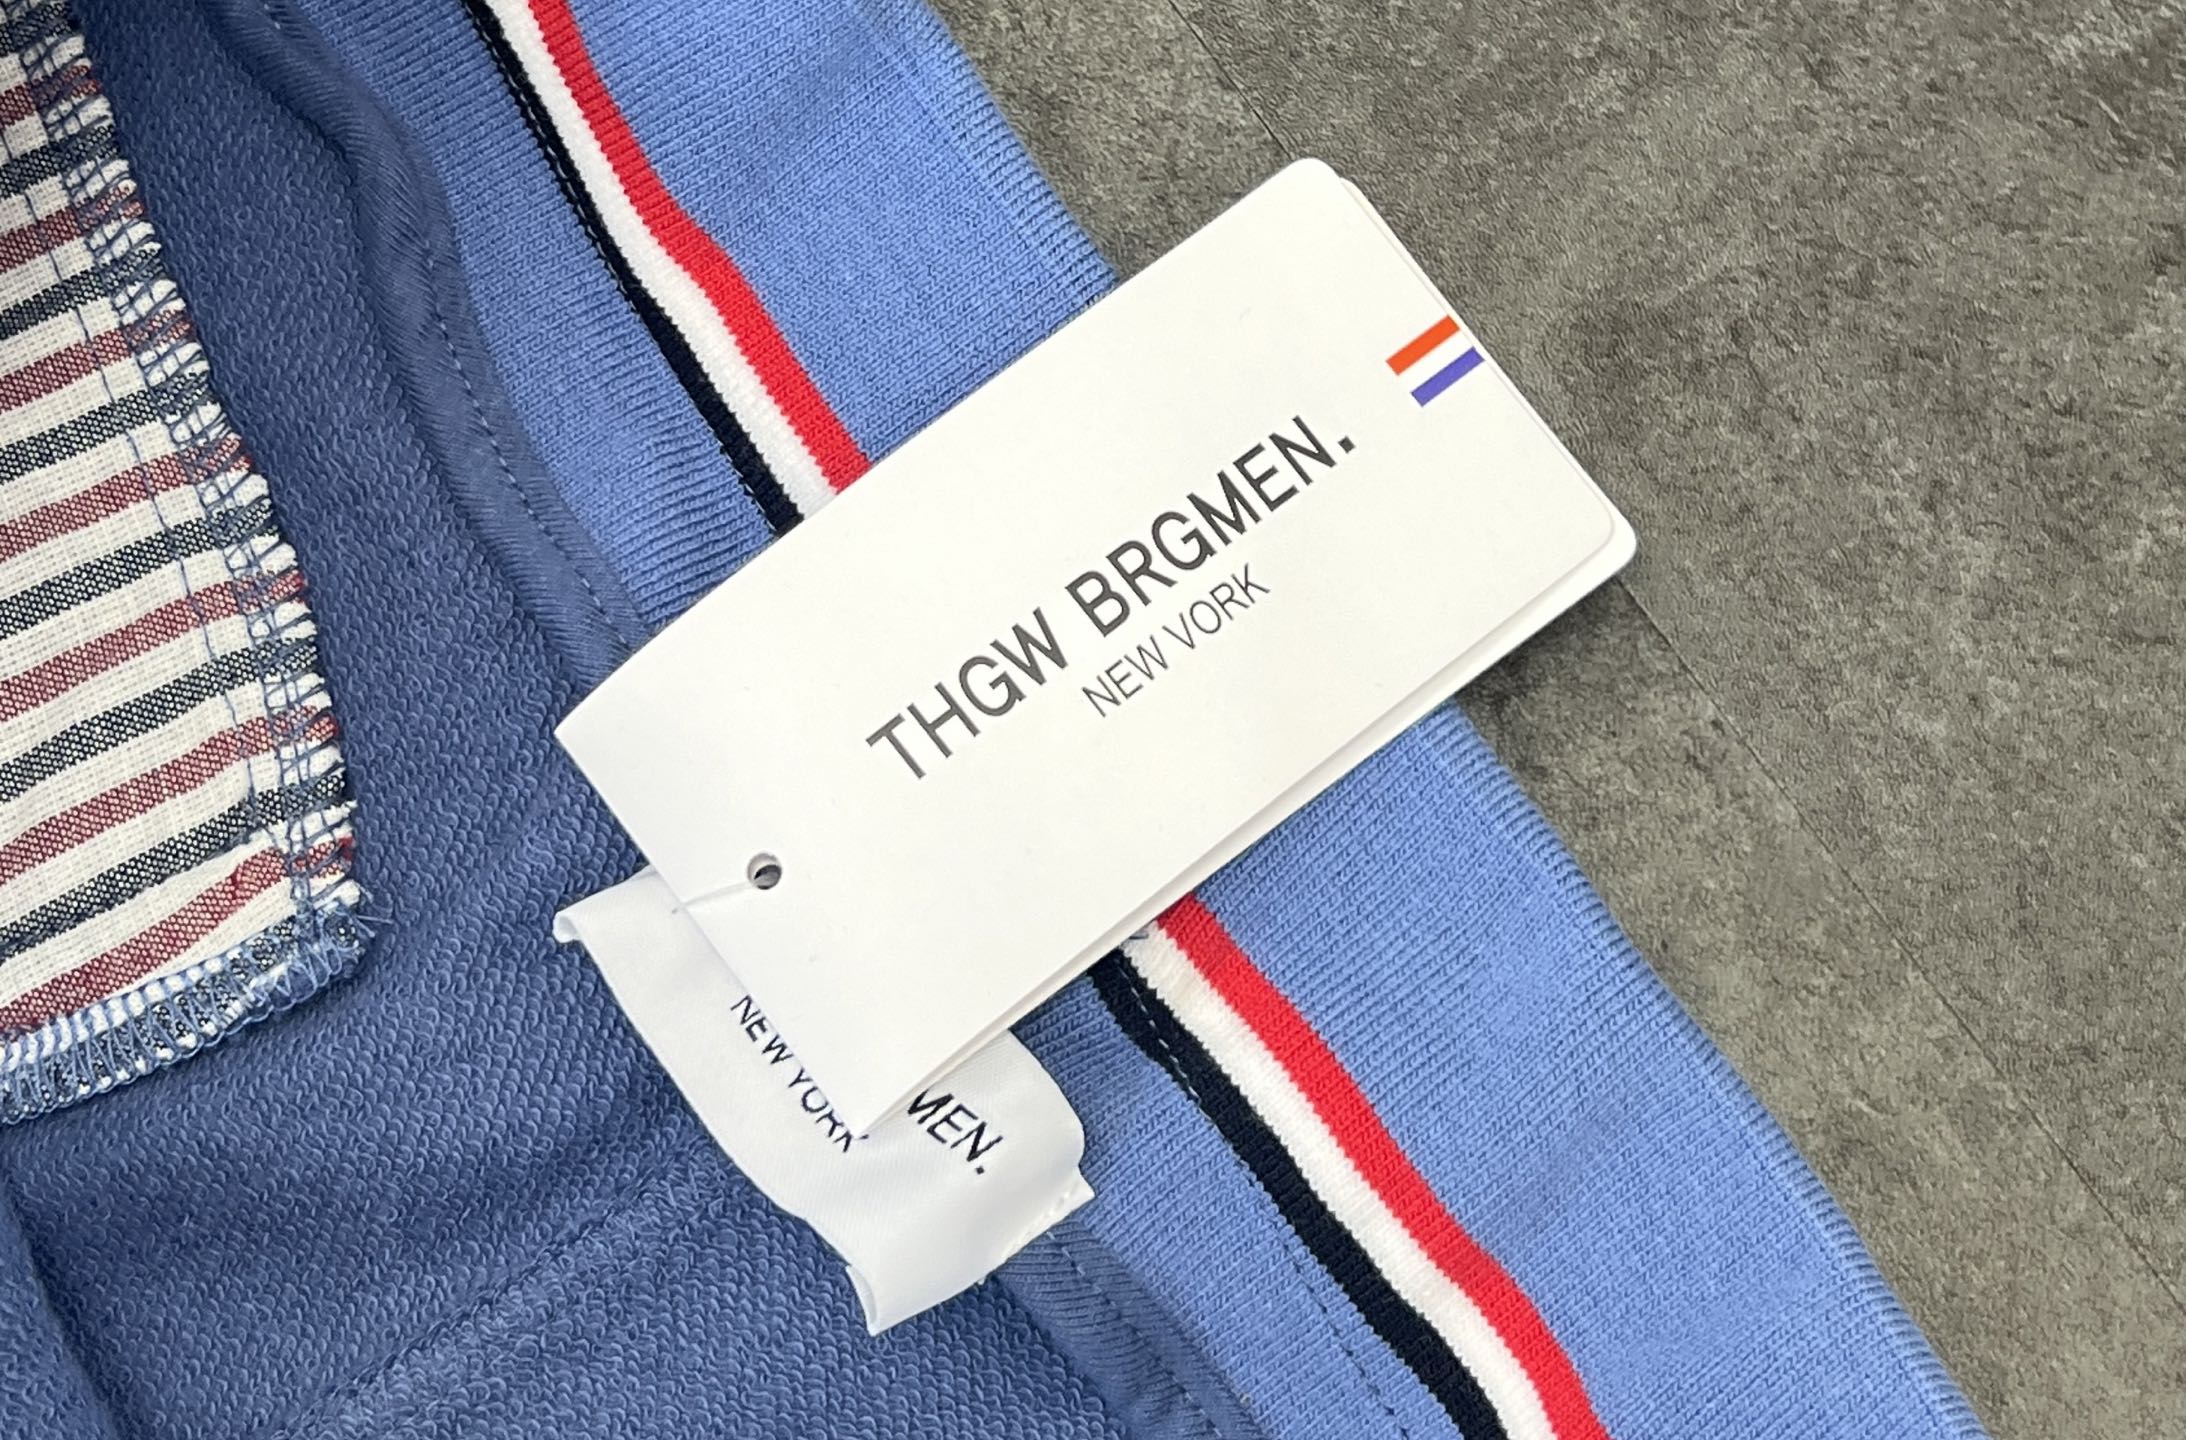 THGW BRGMEN.
NEW VORK
MEN.
NEW YORK